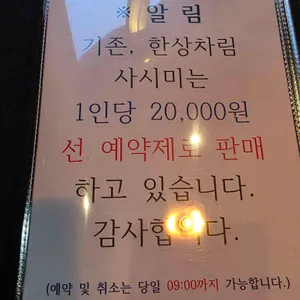 ※ 알 림
기존, 한상차림
사시미는
1인당 20,000원
선 예약제로 판매
하고 있습니다.
감사합니다.
(예약 및 취소는 당일 09:00까지 가능합니다.)